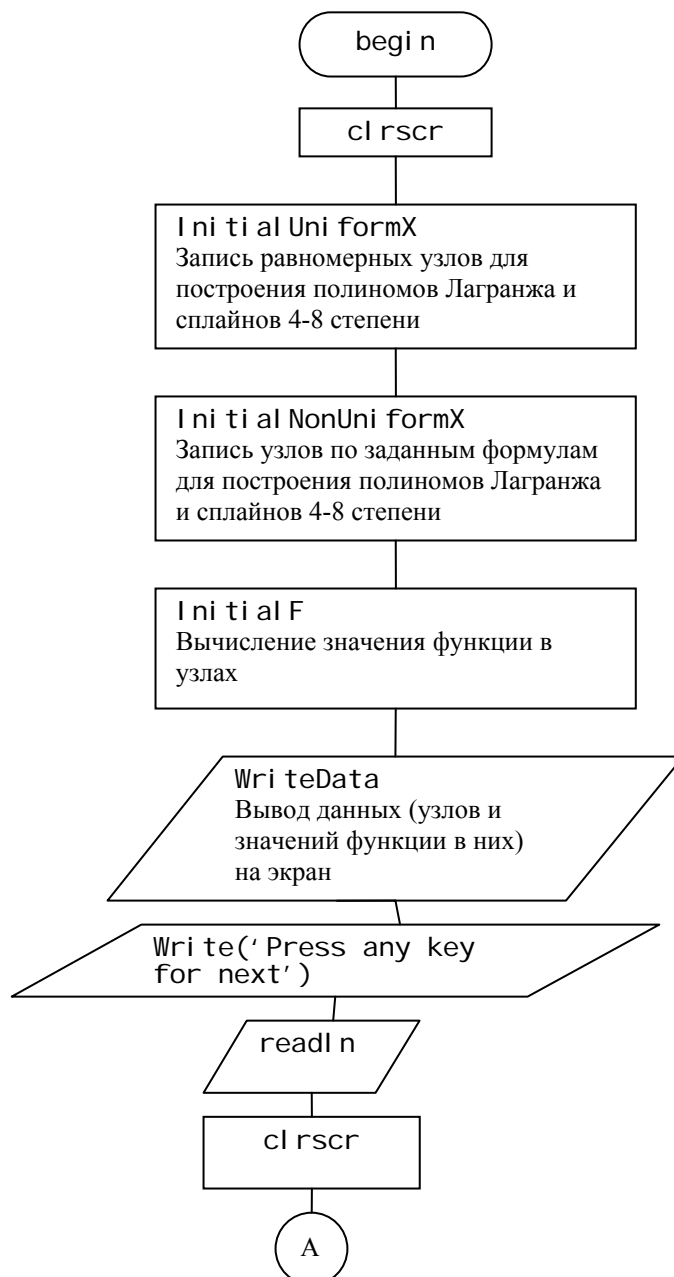 begin
clrscr
InitialUniformX
Запись равномерных узлов для
построения полиномов Лагранжа и
сплайнов 4-8 степени
InitialNonUniformX
Запись узлов по заданным формулам
для построения полиномов Лагранжа
и сплайнов 4-8 степени
InitialF
Вычисление значения функции в
узлах
WriteData
Вывод данных (узлов и
значений функции в них)
на экран
Write(‘Press any key
for next’)
readln
clrscr
А